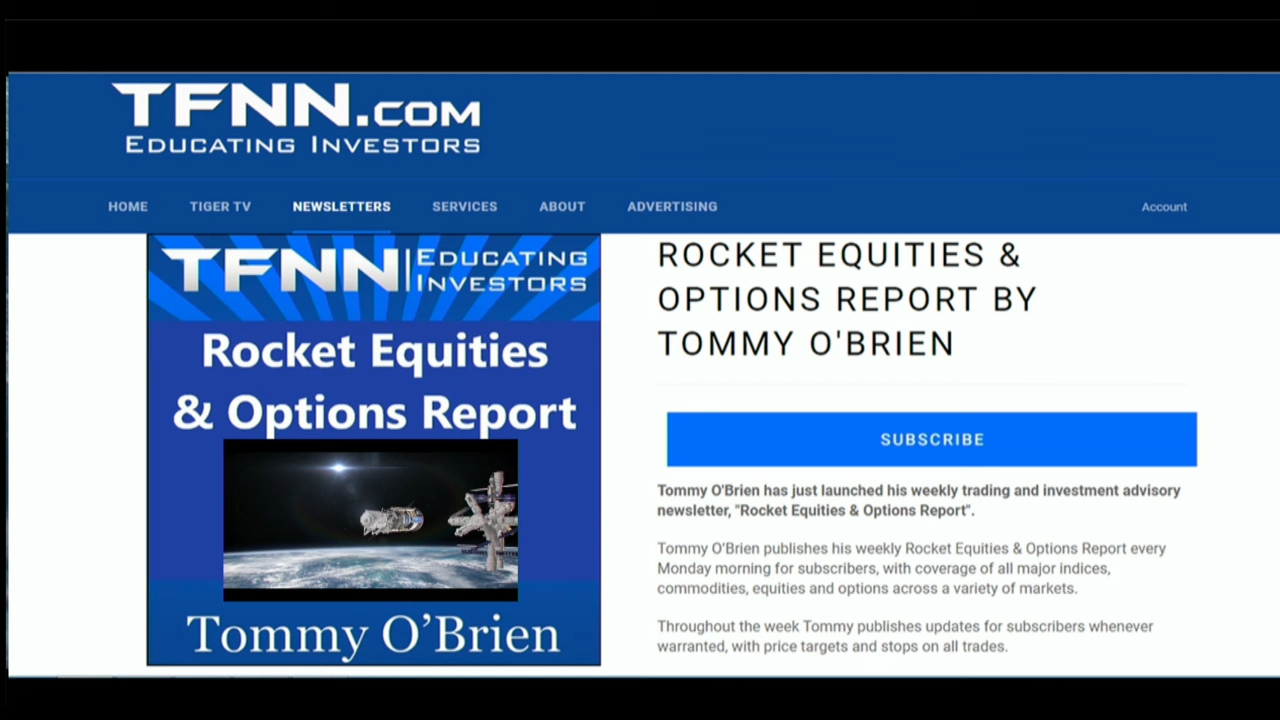 TFNN.COM
EDUCATING INVESTORS
HOME TIGER TV NEWSLETTERS SERVICES ABOUT ADVERTISING Account
TFNN EDUCATING
INVESTORS
Rocket Equities
& Options Report
Tommy O’Brien
ROCKET EQUITIES &
OPTIONS REPORT BY
TOMMY O'BRIEN
SUBSCRIBE
Tommy O'Brien has just launched his weekly trading and investment advisory
newsletter, "Rocket Equities & Options Report".
Tommy O’Brien publishes his weekly Rocket Equities & Options Report every
Monday morning for subscribers, with coverage of all major indices,
commodities, equities and options across a variety of markets.
Throughout the week Tommy publishes updates for subscribers whenever
warranted, with price targets and stops on all trades.